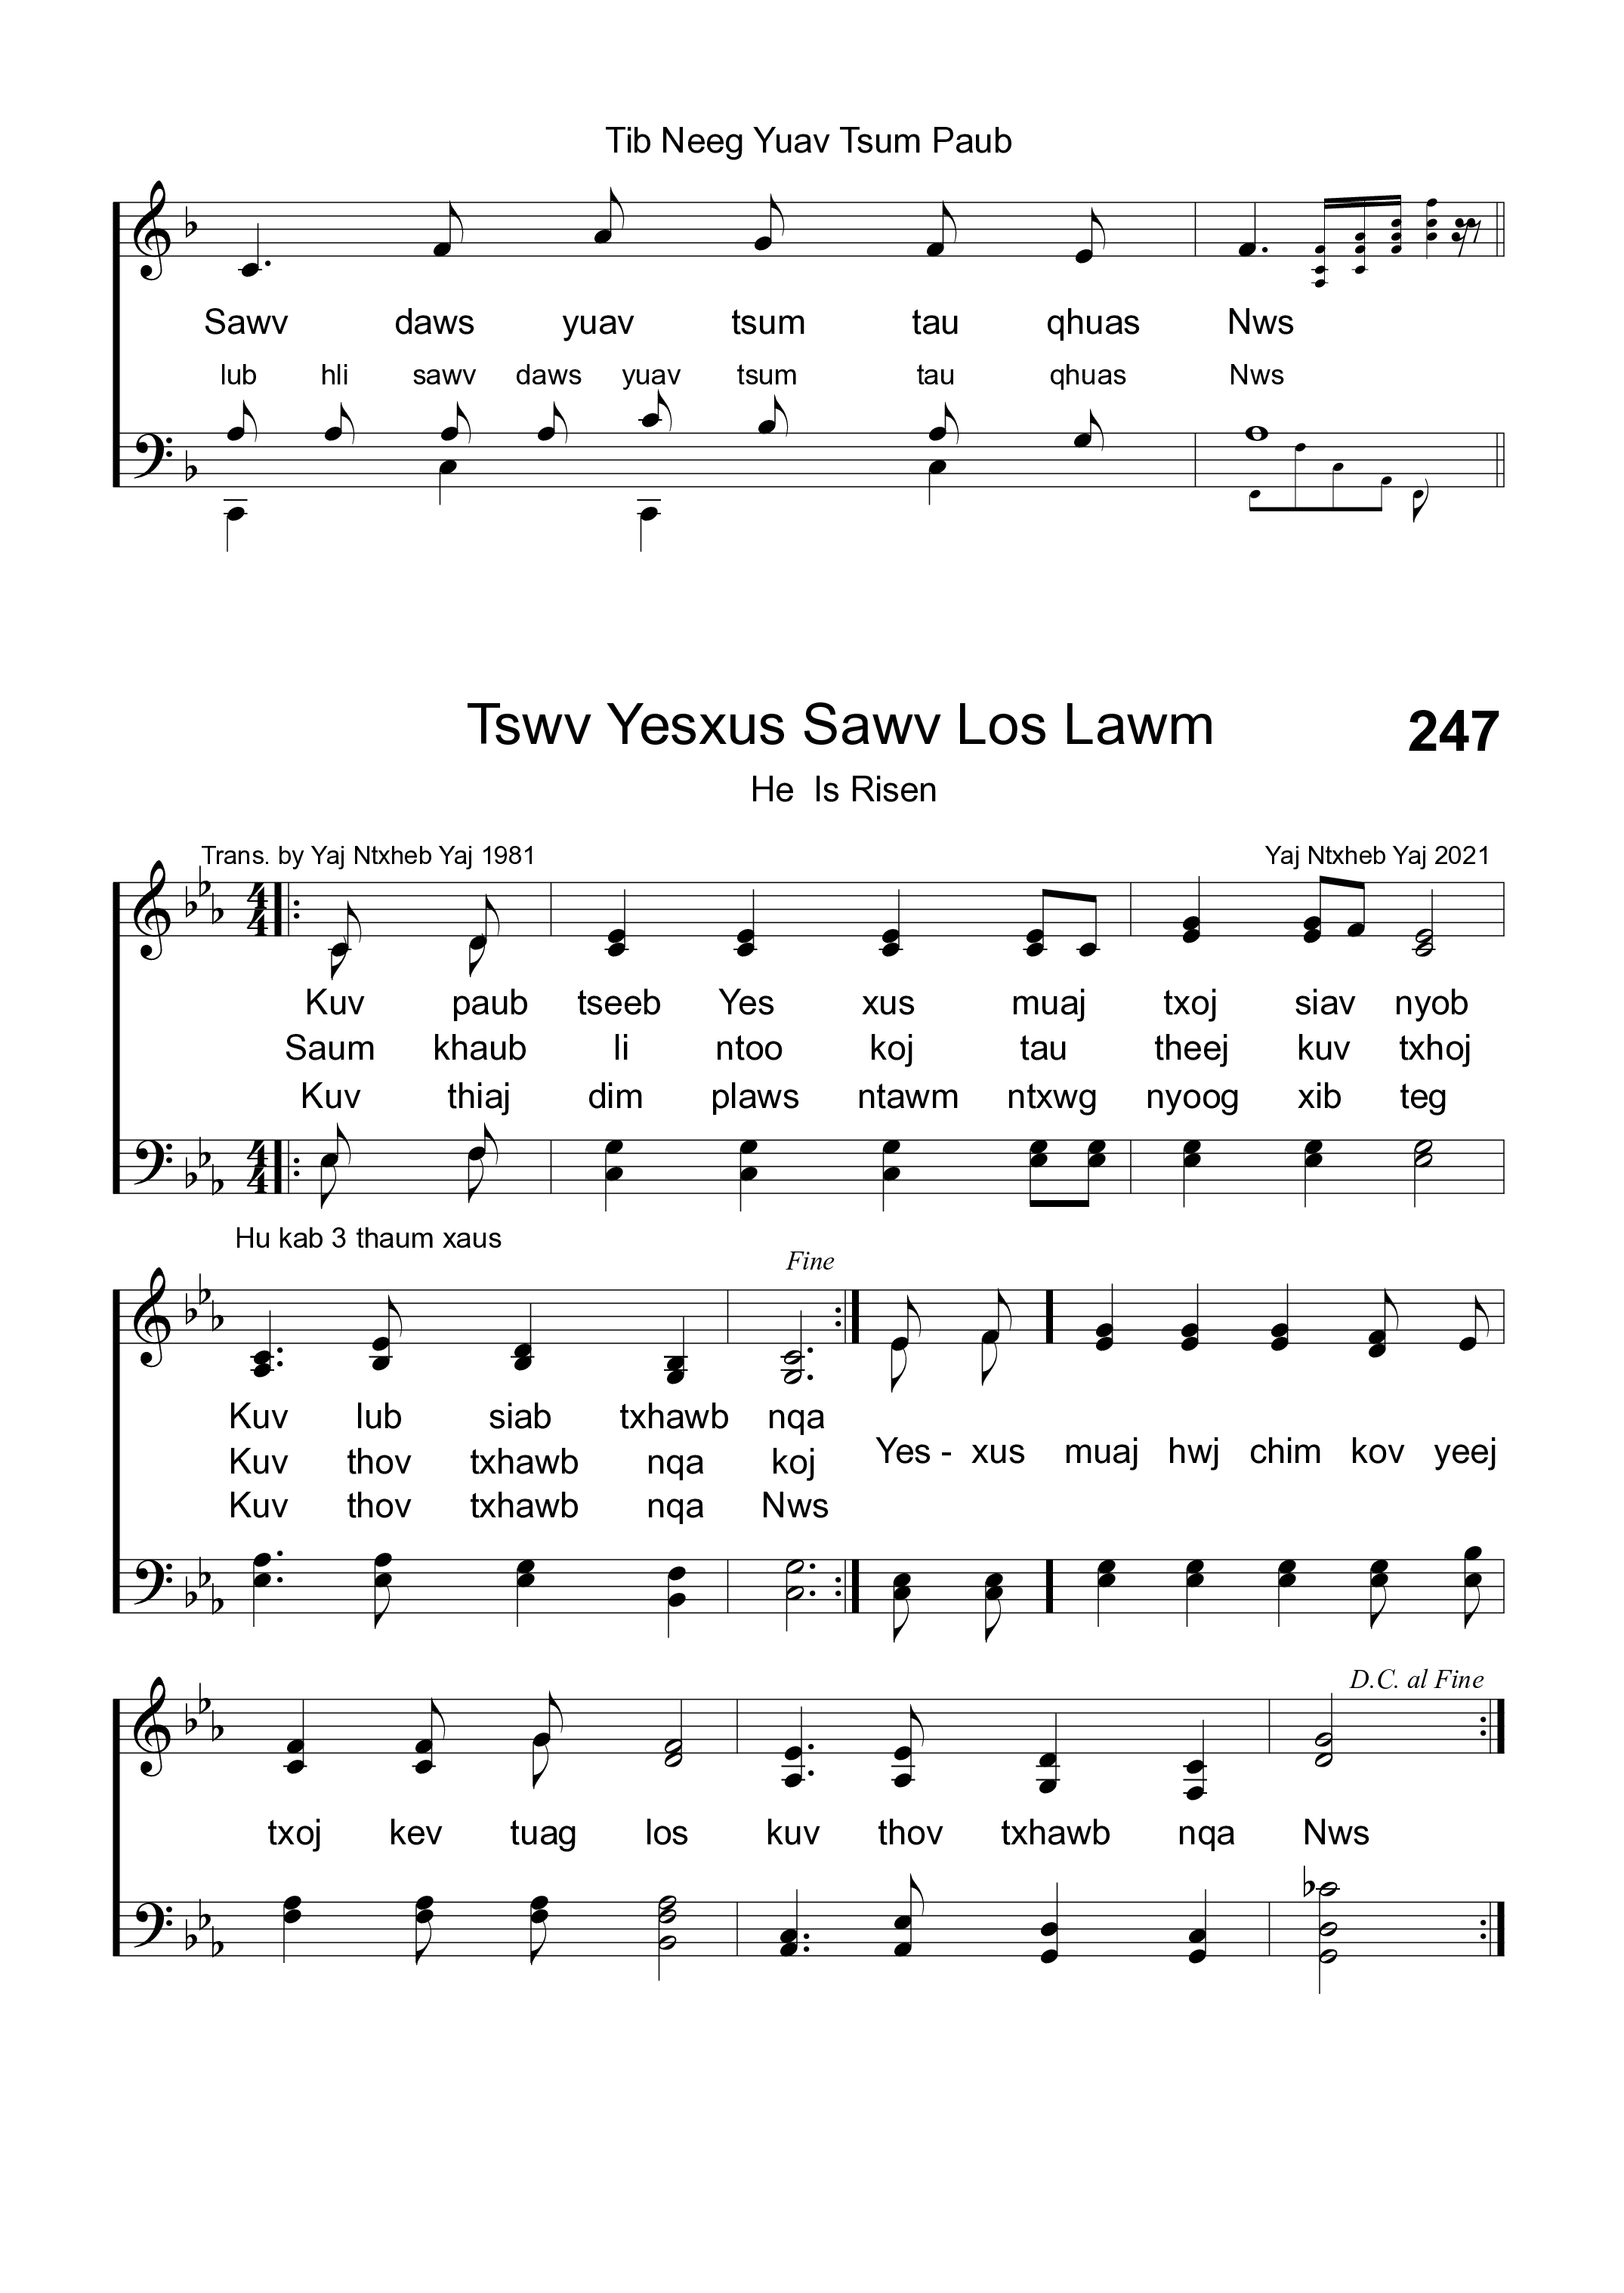 Tib Neeg Yuav Tsum Paub
Sawv daws yuav tsum tau qhuas Nws
lub hli sawv daws yuav tsum tau qhuas Nws
Tswv Yesxus Sawv Los Lawm 247
He Is Risen
Trans. by Yaj Ntxheb Yaj 1981 Yaj Ntxheb Yaj 2021
4
4
Kuv paub tseeb Yes xus muaj txoj siav nyob
Saum khaub li ntoo koj tau theej kuv txhoj
Kuv thiaj dim plaws ntawm ntxwg nyoog xib teg
4
4
Hu kab 3 thaum xaus
Fine
Kuv lub siab txhawb nqa
Kuv thov txhawb nqa koj
Kuv thov txhawb nqa Nws
Yes - xus muaj hwj chim kov yeej
D.C. al Fine
txoj kev tuag los kuv thov txhawb nqa Nws